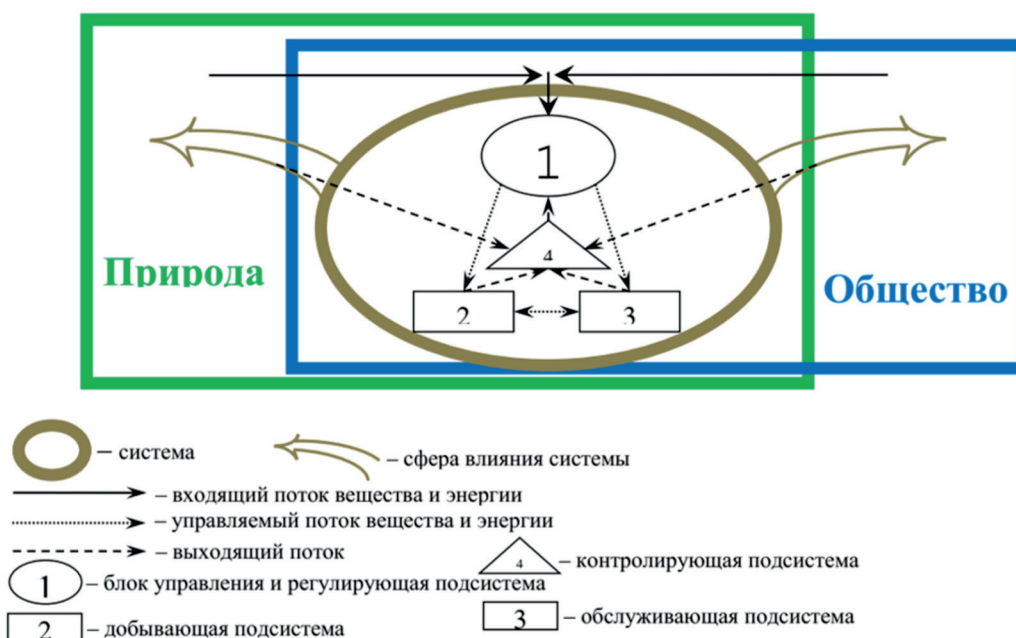 1
4
Природа
2
3
Общество
– система
– сфера влияния системы
– входящий поток вещества и энергии
– управляемый поток вещества и энергии
– выходящий поток
4
– контролирующая подсистема
1
– блок управления и регулирующая подсистема
2
– добывающая подсистема
3
– обслуживающая подсистема